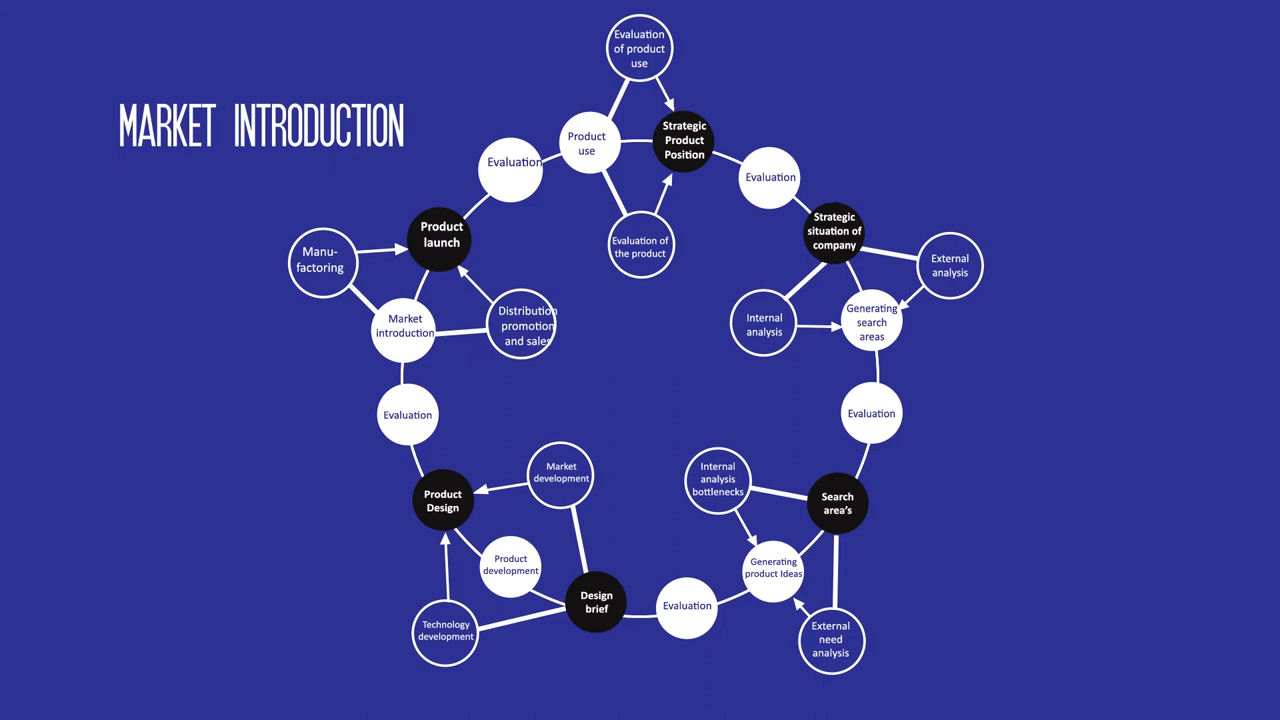 MARKET INTRODUCTION
Evaluation
of product
use
Strategic
Product
Position
Product
use
Evaluation
Evaluation
Evaluation of
the product
Strategic
situation of
company
Product
launch
External
analysis
Manu-
factoring
Internal
analysis
Generating
search
areas
Market
introduction
Distribution
promotion
and sales
Evaluation
Evaluation
Market
development
Internal
analysis
bottlenecks
Product
Design
Search
area's
Product
development
Generating
product Ideas
Design
brief
Evaluation
Technology
development
External
need
analysis